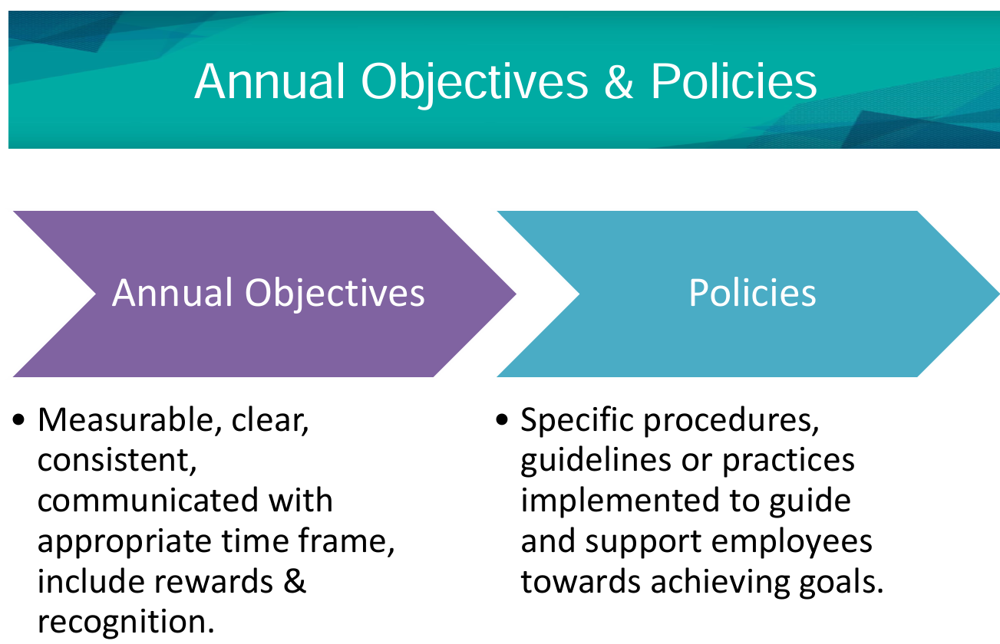 Annual Objectives & Policies
Annual Objectives
Policies
• Measurable, clear,
consistent,
communicated with
appropriate time frame,
include rewards &
recognition.
• Specific procedures,
guidelines or practices
implemented to guide
and support employees
towards achieving goals.